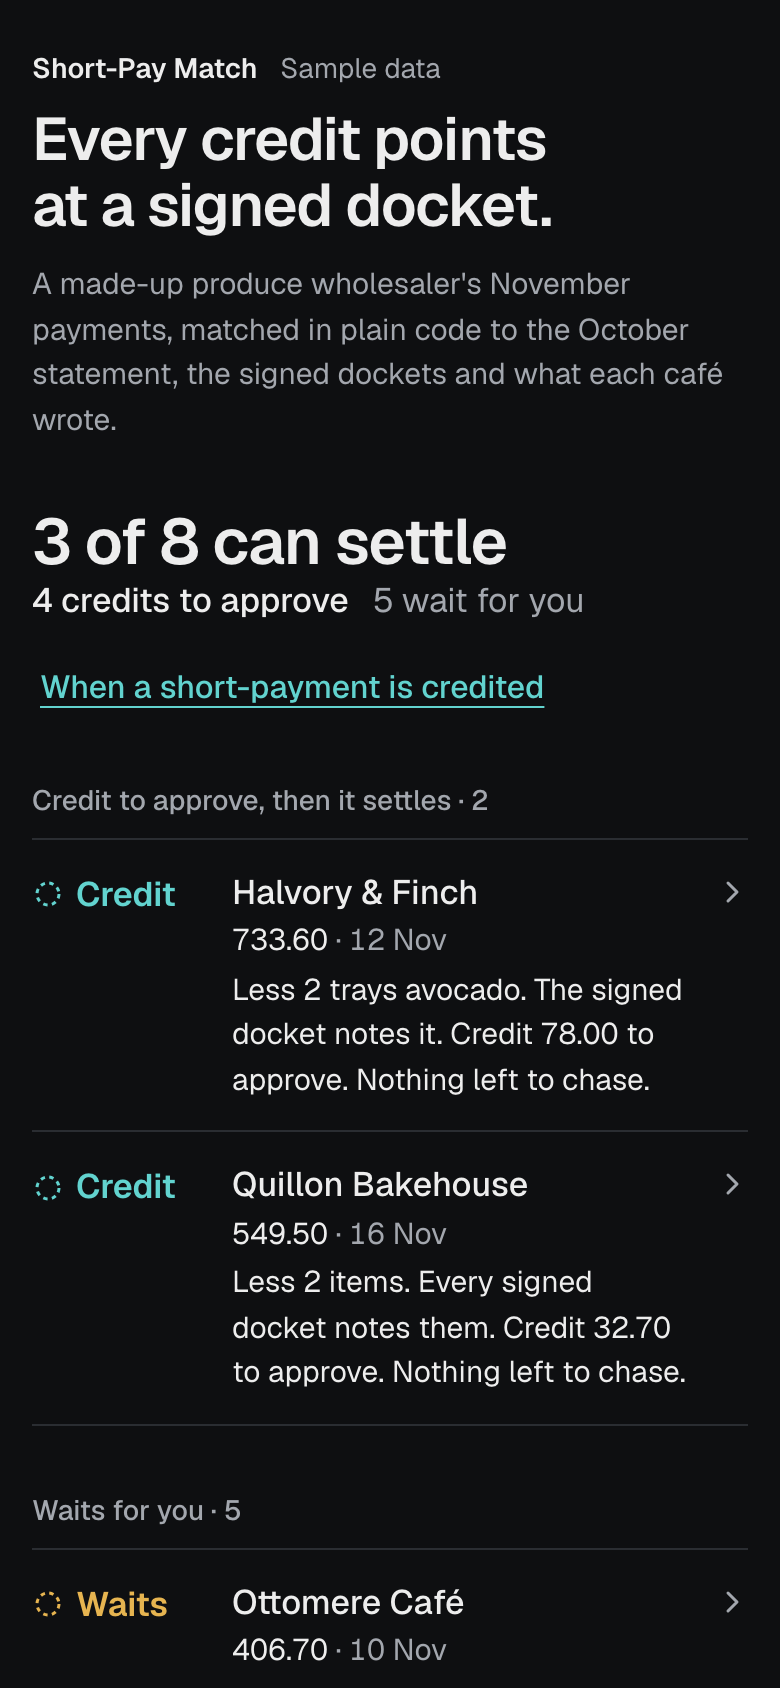 Short-Pay Match Sample data
Every credit points
at a signed docket.
A made-up produce wholesaler's November
payments, matched in plain code to the October
statement, the signed dockets and what each café
wrote.
3 of 8 can settle
4 credits to approve 5 wait for you
When a short-payment is credited
Credit to approve, then it settles · 2
Credit Halvory & Finch
733.60 · 12 Nov
Less 2 trays avocado. The signed
docket notes it. Credit 78.00 to
approve. Nothing left to chase.
Credit Quillon Bakehouse
549.50 · 16 Nov
Less 2 items. Every signed
docket notes them. Credit 32.70
to approve. Nothing left to chase.
Waits for you · 5
Waits Ottomere Café
406.70 · 10 Nov